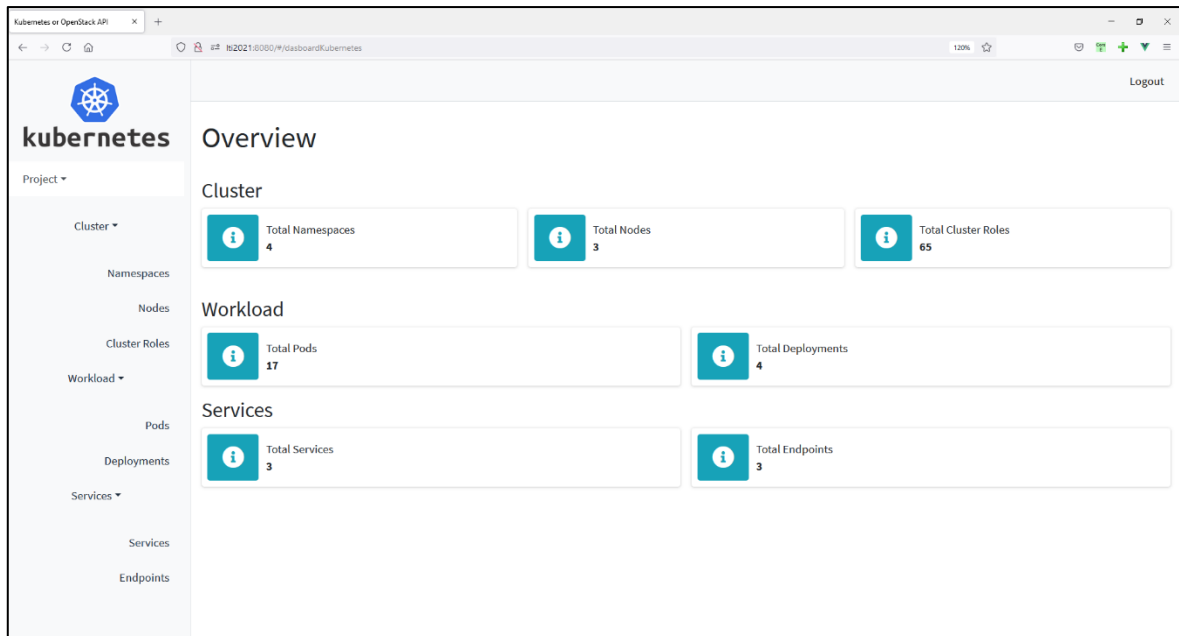 Kubernetes or OpenStack API
lti2021:8080/#/dasboardKubernetes
120%
Logout
kubernetes
Project
Cluster
Namespaces
Nodes
Cluster Roles
Workload
Pods
Deployments
Services
Services
Endpoints
Overview
Cluster
Total Namespaces
4
Total Nodes
3
Total Cluster Roles
65
Workload
Total Pods
17
Total Deployments
4
Services
Total Services
3
Total Endpoints
3